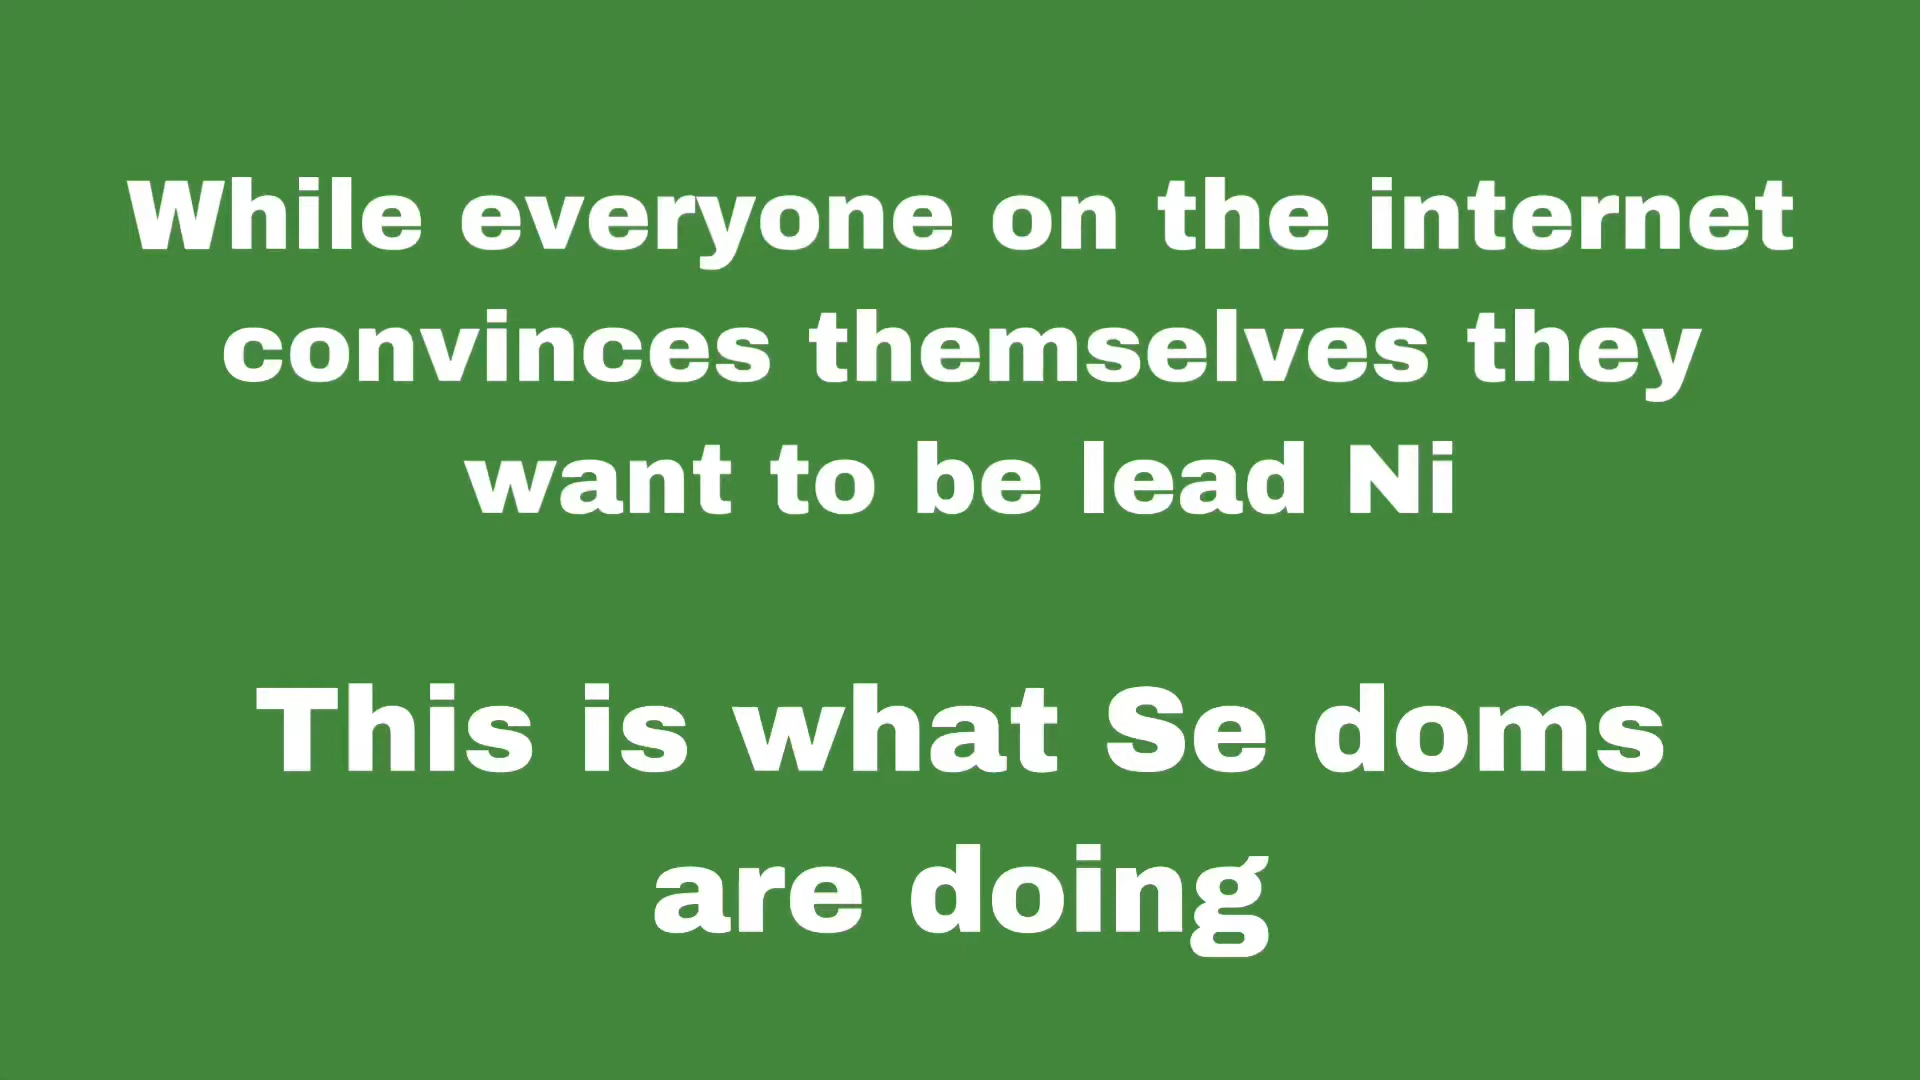 While everyone on the internet
convinces themselves they
want to be lead Ni
This is what Se doms
are doing